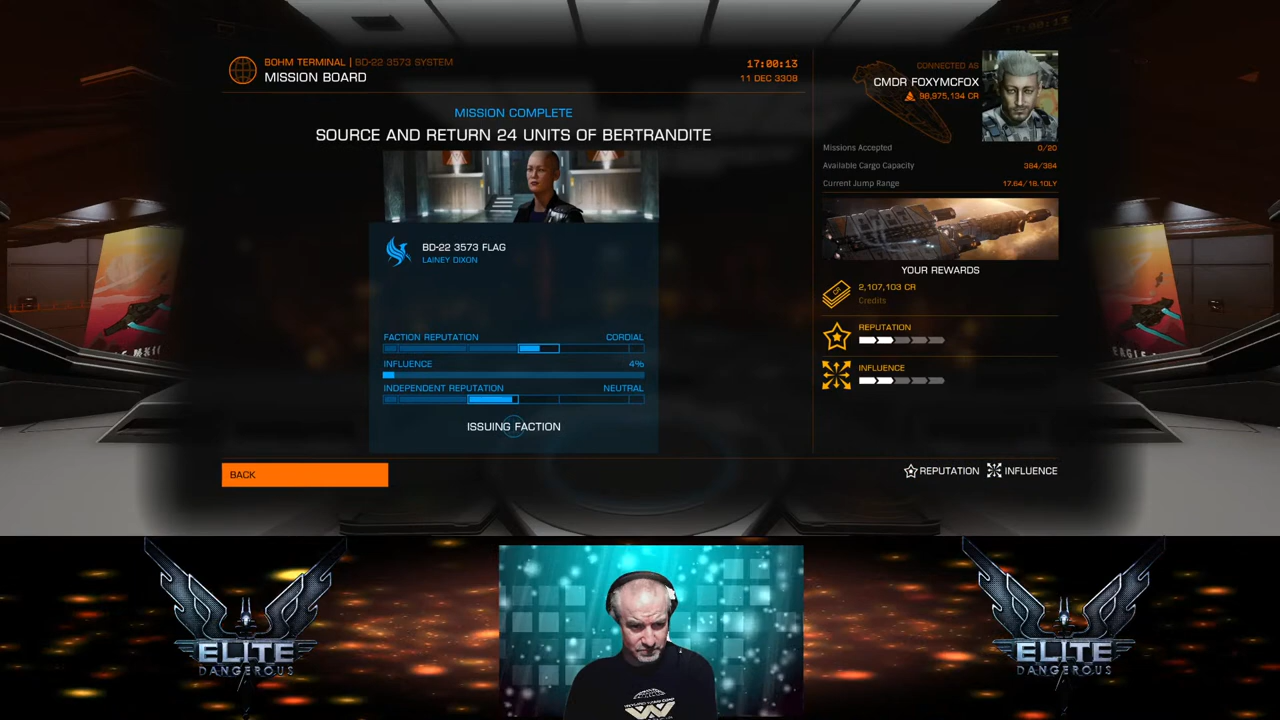 BOHM TERMINAL | BD-22 3573 SYSTEM
MISSION BOARD
17:00:13
11 DEC 3308
CONNECTED AS
CMDR FOXYMCFOX
98,975,134 CR
MISSION COMPLETE
SOURCE AND RETURN 24 UNITS OF BERTRANDITE
Missions Accepted 0/20
Available Cargo Capacity 384/384
Current Jump Range 17.64/18.10LY
BD-22 3573 FLAG
LAINEY DIXON
YOUR REWARDS
2,107,103 CR
Credits
FACTION REPUTATION CORDIAL
INFLUENCE 4%
INDEPENDENT REPUTATION NEUTRAL
ISSUING FACTION
REPUTATION
INFLUENCE
BACK
REPUTATION INFLUENCE
ELITE
DANGEROUS
ELITE
DANGEROUS